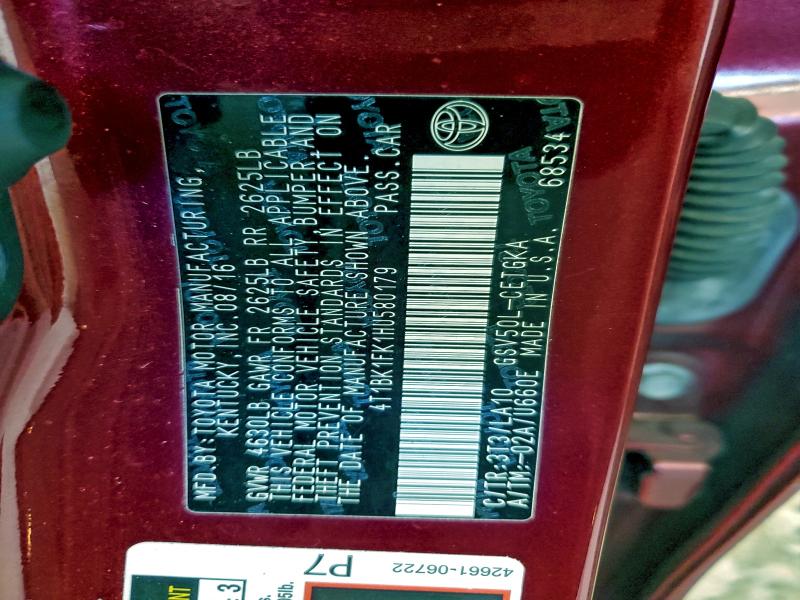 MFD. BY: TOYOTA MOTOR MANUFACTURING,
KENTUCKY, INC. 08/16
GVWR 4630LB GAWR FR 2625LB RR 2625LB
THIS VEHICLE CONFORMS TO ALL APPLICABLE
FEDERAL MOTOR VEHICLE SAFETY, BUMPER, AND
THEFT PREVENTION STANDARDS IN EFFECT ON
THE DATE OF MANUFACTURE SHOWN ABOVE.
4T1BK1FK1HU580179 PASS. CAR
C/TR:3T3/LA10 GSV50L-CETGKA
A/TM:-02A/U660E MADE IN U.S.A. 68534
TOYOTA
P7
42661-06722